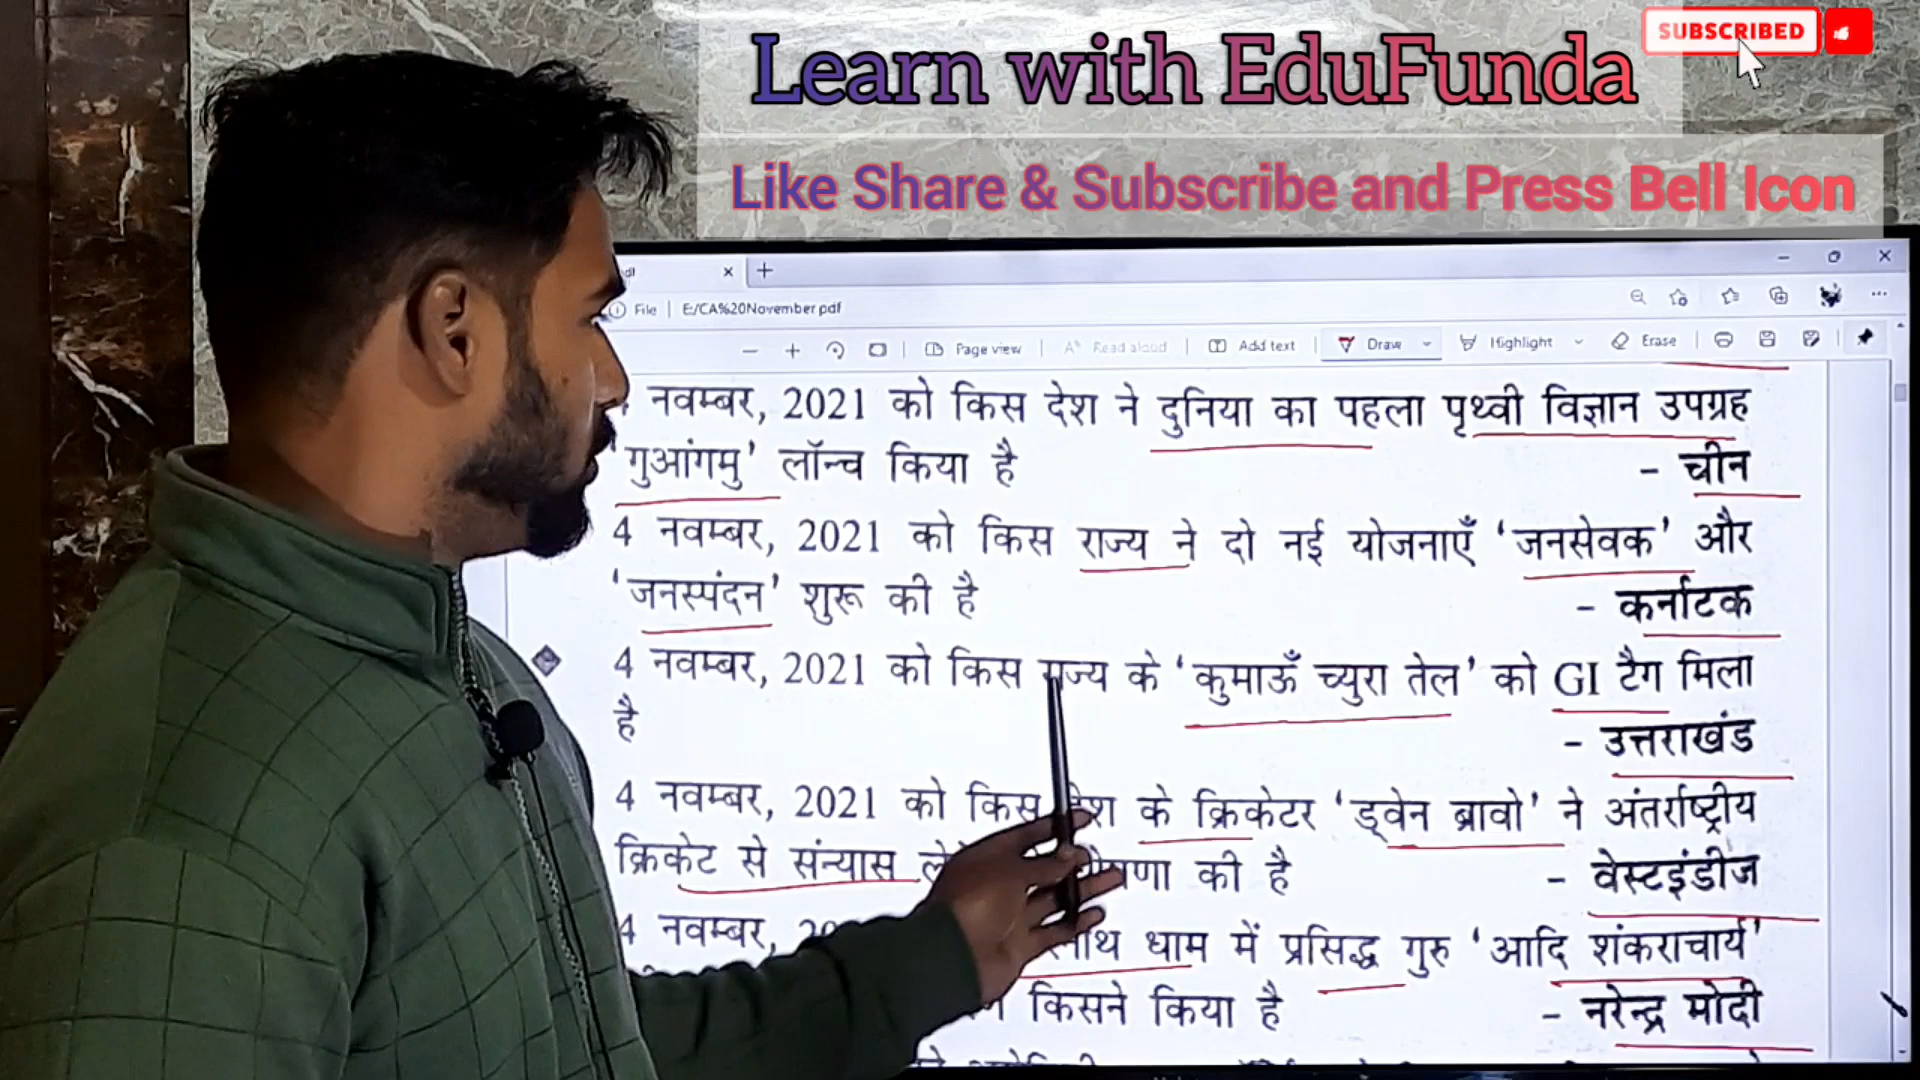 Learn with EduFunda
SUBSCRIBED
Like Share & Subscribe and Press Bell Icon
File | E:/CA%20November.pdf
Page view | Read aloud | Add text | Draw | Highlight | Erase
नवम्बर, 2021 को किस देश ने दुनिया का पहला पृथ्वी विज्ञान उपग्रह
'गुआंगमु' लॉन्च किया है - चीन
4 नवम्बर, 2021 को किस राज्य ने दो नई योजनाएँ 'जनसेवक' और
'जनस्पंदन' शुरू की है - कर्नाटक
4 नवम्बर, 2021 को किस राज्य के 'कुमाऊँ च्युरा तेल' को GI टैग मिला
है - उत्तराखंड
4 नवम्बर, 2021 को किस देश के क्रिकेटर 'ड्वेन ब्रावो' ने अंतर्राष्ट्रीय
क्रिकेट से संन्यास की है - वेस्टइंडीज
4 नवम्बर, धाम में प्रसिद्ध गुरु 'आदि शंकराचार्य'
किसने किया है - नरेन्द्र मोदी